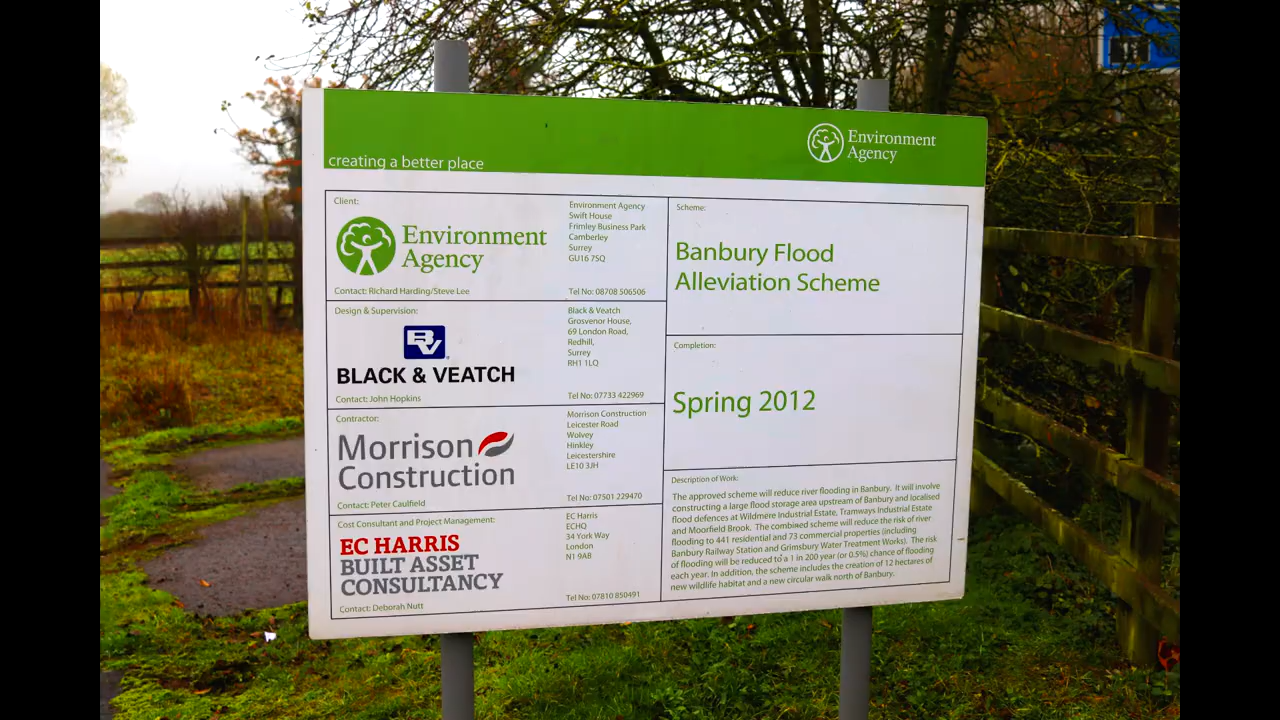 creating a better place
Environment
Agency
Client:
Environment
Agency
Contact: Richard Harding/Steve Lee
Environment Agency
Swift House
Frimley Business Park
Camberley
Surrey
GU16 7SQ
Tel No: 08708 506506
Design & Supervision:
BV
BLACK & VEATCH
Contact: John Hopkins
Black & Veatch
Grosvenor House,
69 London Road,
Redhill,
Surrey
RH1 1LQ
Tel No: 07733 422969
Contractor:
Morrison
Construction
Contact: Peter Caulfield
Morrison Construction
Leicester Road
Wolvey
Hinkley
Leicestershire
LE10 3JH
Tel No: 07501 229470
Cost Consultant and Project Management:
EC HARRIS
BUILT ASSET
CONSULTANCY
Contact: Deborah Nutt
EC Harris
ECHQ
34 York Way
London
N1 9AB
Tel No: 07810 850491
Scheme:
Banbury Flood
Alleviation Scheme
Completion:
Spring 2012
Description of Work:
The approved scheme will reduce river flooding in Banbury. It will involve
constructing a large flood storage area upstream of Banbury and localised
flood defences at Wildmere Industrial Estate, Tramways Industrial Estate
and Moorfield Brook. The combined scheme will reduce the risk of river
flooding to 441 residential and 73 commercial properties (including
Banbury Railway Station and Grimsbury Water Treatment Works). The risk
of flooding will be reduced to a 1 in 200 year (or 0.5%) chance of flooding
each year. In addition, the scheme includes the creation of 12 hectares of
new wildlife habitat and a new circular walk north of Banbury.